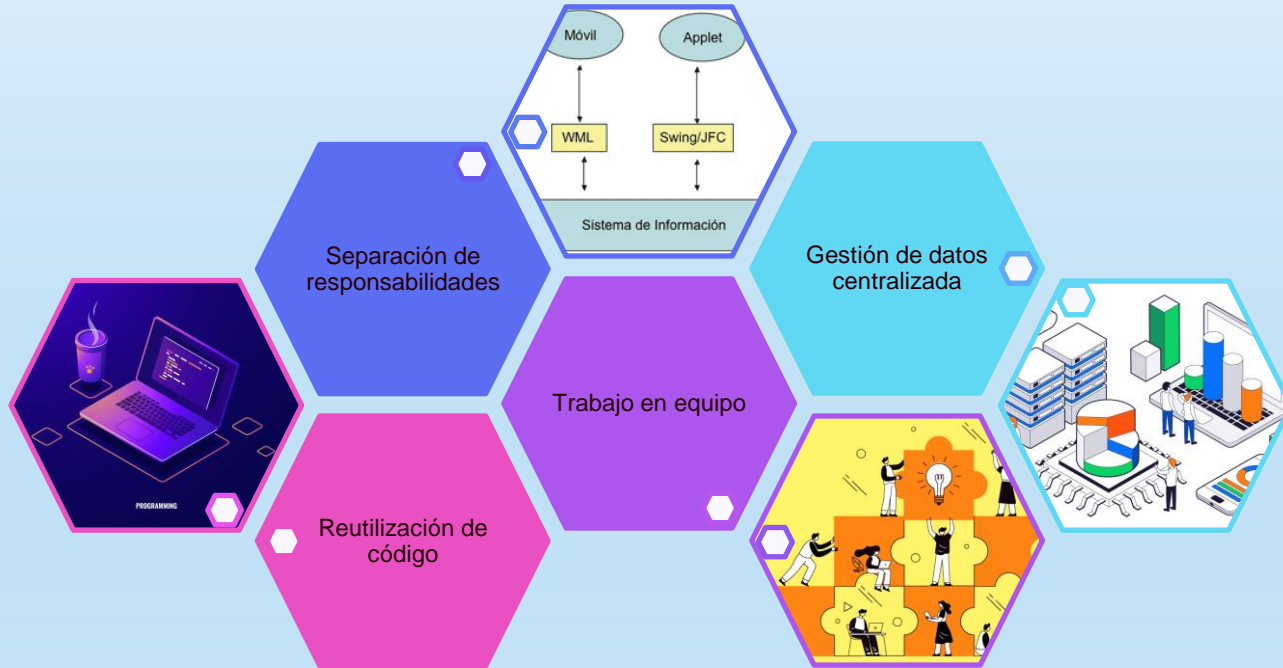 Móvil
Applet
WML
Swing/JFC
Sistema de Información
Separación de
responsabilidades
Gestión de datos
centralizada
Trabajo en equipo
PROGRAMMING
Reutilización de
código